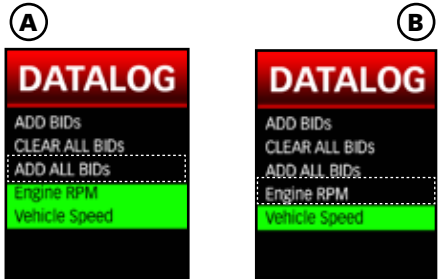 A
DATALOG
ADD BIDs
CLEAR ALL BIDs
ADD ALL BIDs
Engine RPM
Vehicle Speed
B
DATALOG
ADD BIDs
CLEAR ALL BIDs
ADD ALL BIDs
Engine RPM
Vehicle Speed